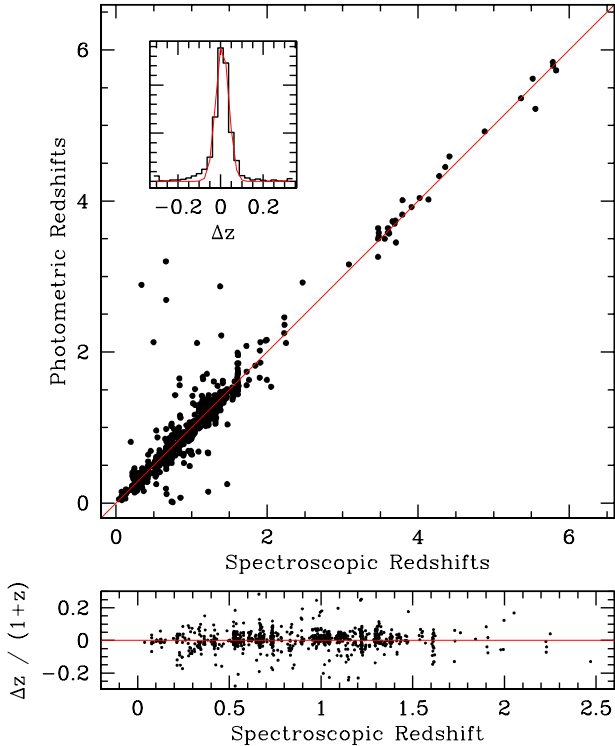 6
4
2
0
Photometric Redshifts
−0.2 0 0.2
Δz
0 2 4 6
Spectroscopic Redshifts
0.2
0
−0.2
Δz / (1+z)
0 0.5 1 1.5 2 2.5
Spectroscopic Redshift